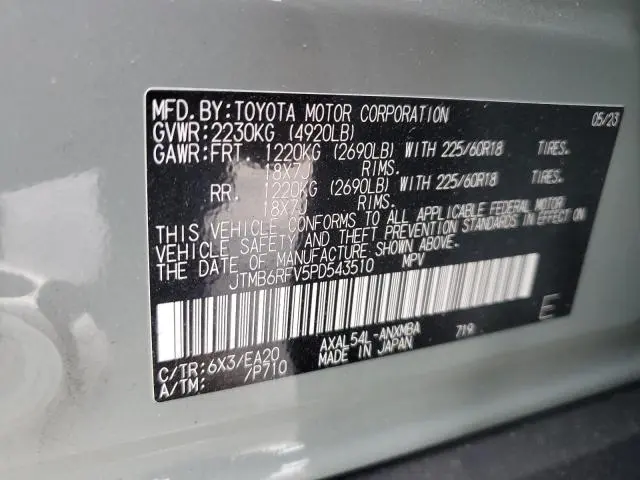 MFD.BY:TOYOTA MOTOR CORPORATION 05/23
GVWR:2230KG (4920LB)
GAWR:FRT. 1220KG (2690LB) WITH 225/60R18 TIRES.
18X7J RIMS.
RR. 1220KG (2690LB) WITH 225/60R18 TIRES.
18X7J RIMS.
THIS VEHICLE CONFORMS TO ALL APPLICABLE FEDERAL MOTOR
VEHICLE SAFETY AND THEFT PREVENTION STANDARDS IN EFFECT ON
THE DATE OF MANUFACTURE SHOWN ABOVE.
JTMB6RFV5PD543510 MPV
E
C/TR:6X3/EA20 AXAL54L-ANXMBA 719
A/TM: /P710 MADE IN JAPAN